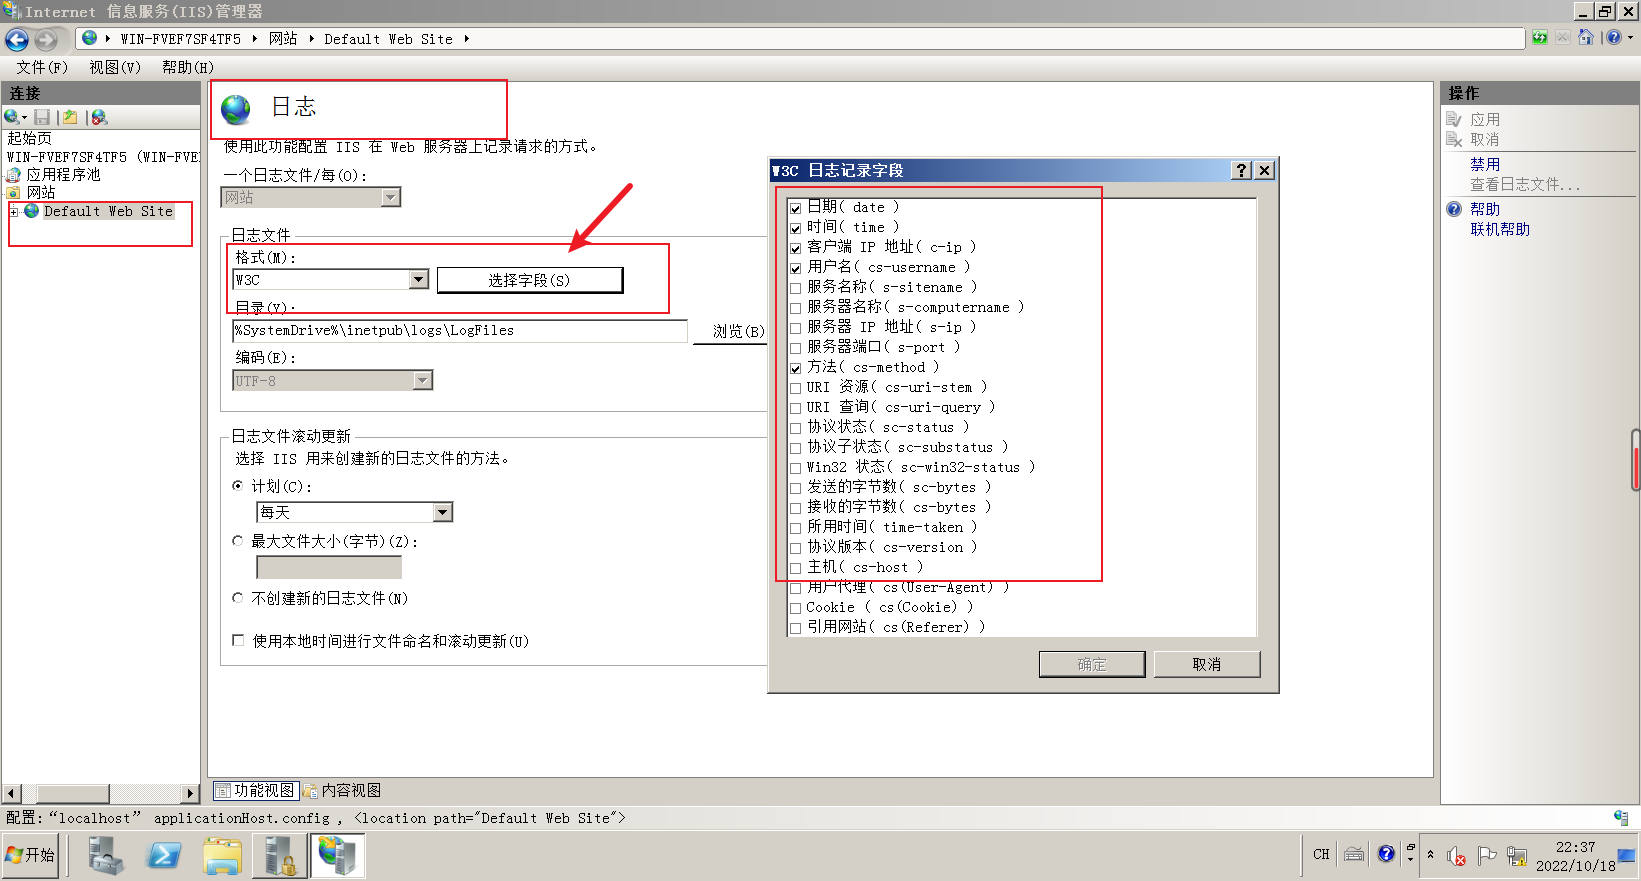 Internet 信息服务(IIS)管理器
WIN-FVEF7SF4TF5 网站 Default Web Site
文件(F) 视图(V) 帮助(H)
连接
起始页
WIN-FVEF7SF4TF5 (WIN-FVE
应用程序池
网站
Default Web Site
日志
使用此功能配置 IIS 在 Web 服务器上记录请求的方式。
一个日志文件/每(O):
网站
日志文件
格式(M):
W3C
选择字段(S)
目录(Y):
%SystemDrive%\inetpub\logs\LogFiles
浏览(B)
编码(E):
UTF-8
日志文件滚动更新
选择 IIS 用来创建新的日志文件的方法。
计划(C):
每天
最大文件大小(字节)(Z):
不创建新的日志文件(N)
使用本地时间进行文件命名和滚动更新(U)
W3C 日志记录字段
日期( date )
时间( time )
客户端 IP 地址( c-ip )
用户名( cs-username )
服务名称( s-sitename )
服务器名称( s-computername )
服务器 IP 地址( s-ip )
服务器端口( s-port )
方法( cs-method )
URI 资源( cs-uri-stem )
URI 查询( cs-uri-query )
协议状态( sc-status )
协议子状态( sc-substatus )
Win32 状态( sc-win32-status )
发送的字节数( sc-bytes )
接收的字节数( cs-bytes )
所用时间( time-taken )
协议版本( cs-version )
主机( cs-host )
用户代理( cs(User-Agent) )
Cookie ( cs(Cookie) )
引用网站( cs(Referer) )
确定
取消
操作
应用
取消
禁用
查看日志文件...
帮助
联机帮助
功能视图 内容视图
配置:“localhost” applicationHost.config , <location path="Default Web Site">
开始
CH
22:37
2022/10/18